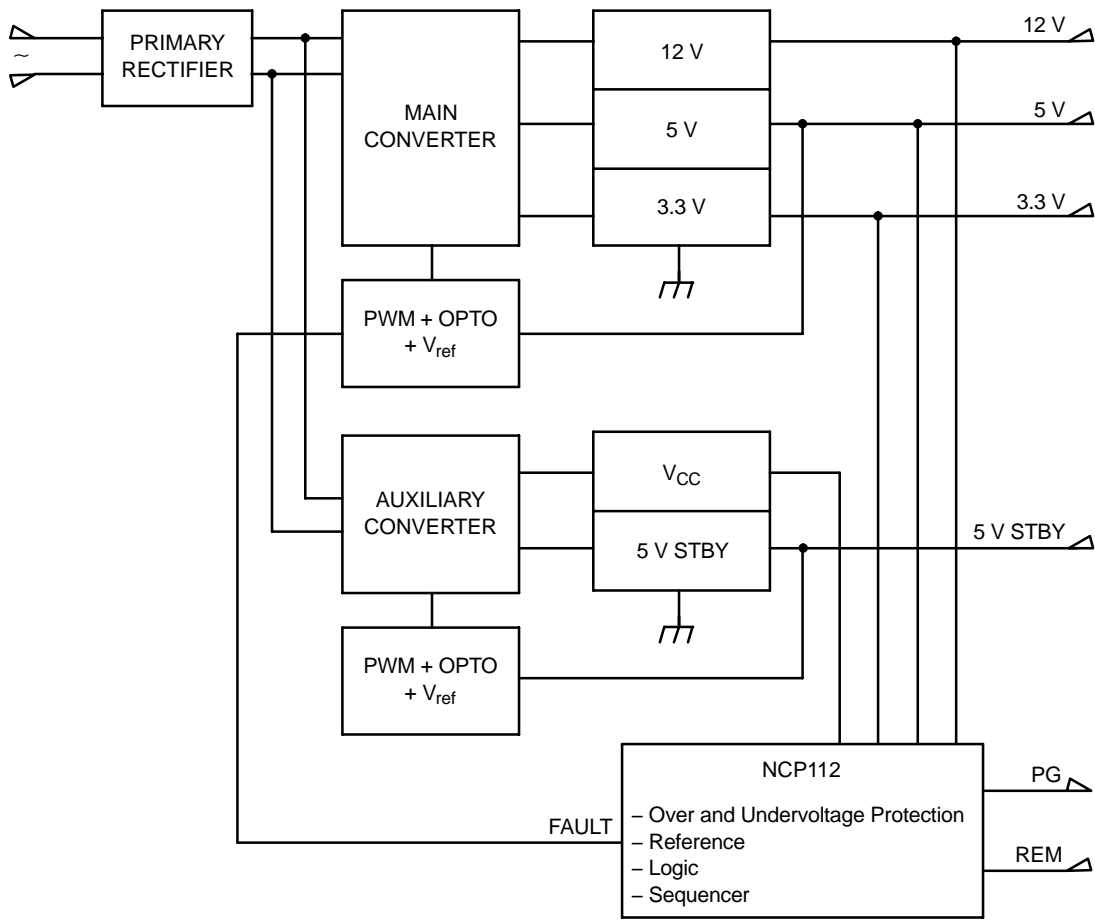 12 V
PRIMARY
RECTIFIER
~
12 V
MAIN
CONVERTER
5 V
5 V
3.3 V
3.3 V
PWM + OPTO
+ Vref
AUXILIARY
CONVERTER
VCC
5 V STBY
5 V STBY
PWM + OPTO
+ Vref
NCP112
– Over and Undervoltage Protection
– Reference
– Logic
– Sequencer
FAULT
PG
REM